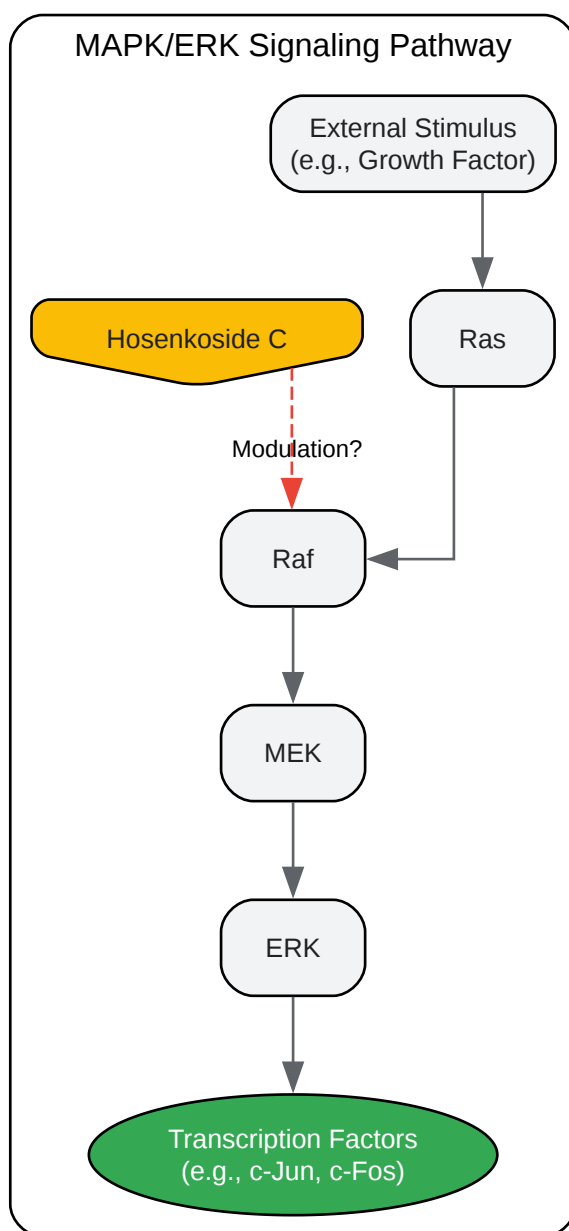 MAPK/ERK Signaling Pathway
External Stimulus
(e.g., Growth Factor)
Hosenkoside C
Ras
Modulation?
Raf
MEK
ERK
Transcription Factors
(e.g., c-Jun, c-Fos)